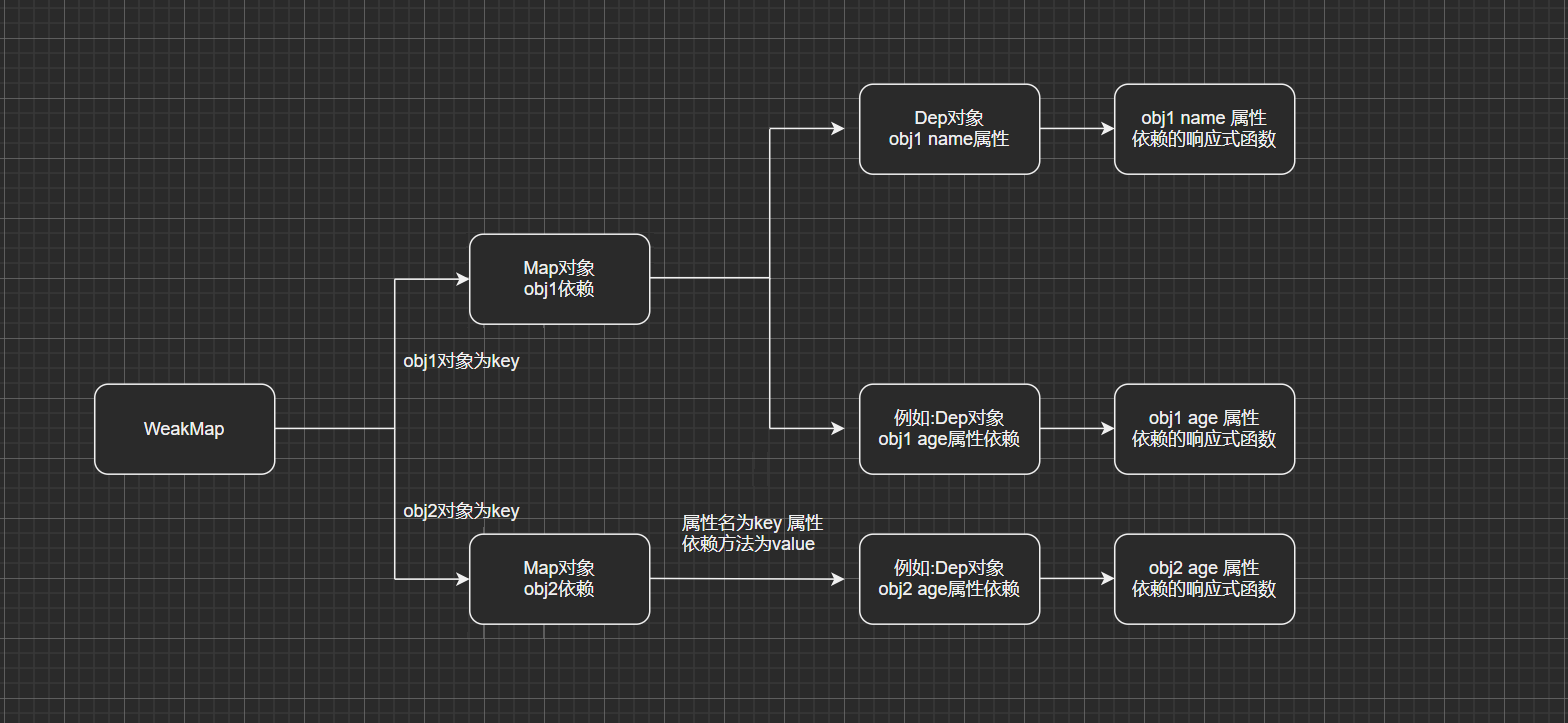 Dep对象
obj1 name属性
obj1 name 属性
依赖的响应式函数
Map对象
obj1依赖
obj1对象为key
WeakMap
例如:Dep对象
obj1 age属性依赖
obj1 age 属性
依赖的响应式函数
obj2对象为key
属性名为key 属性
依赖方法为value
Map对象
obj2依赖
例如:Dep对象
obj2 age属性依赖
obj2 age 属性
依赖的响应式函数